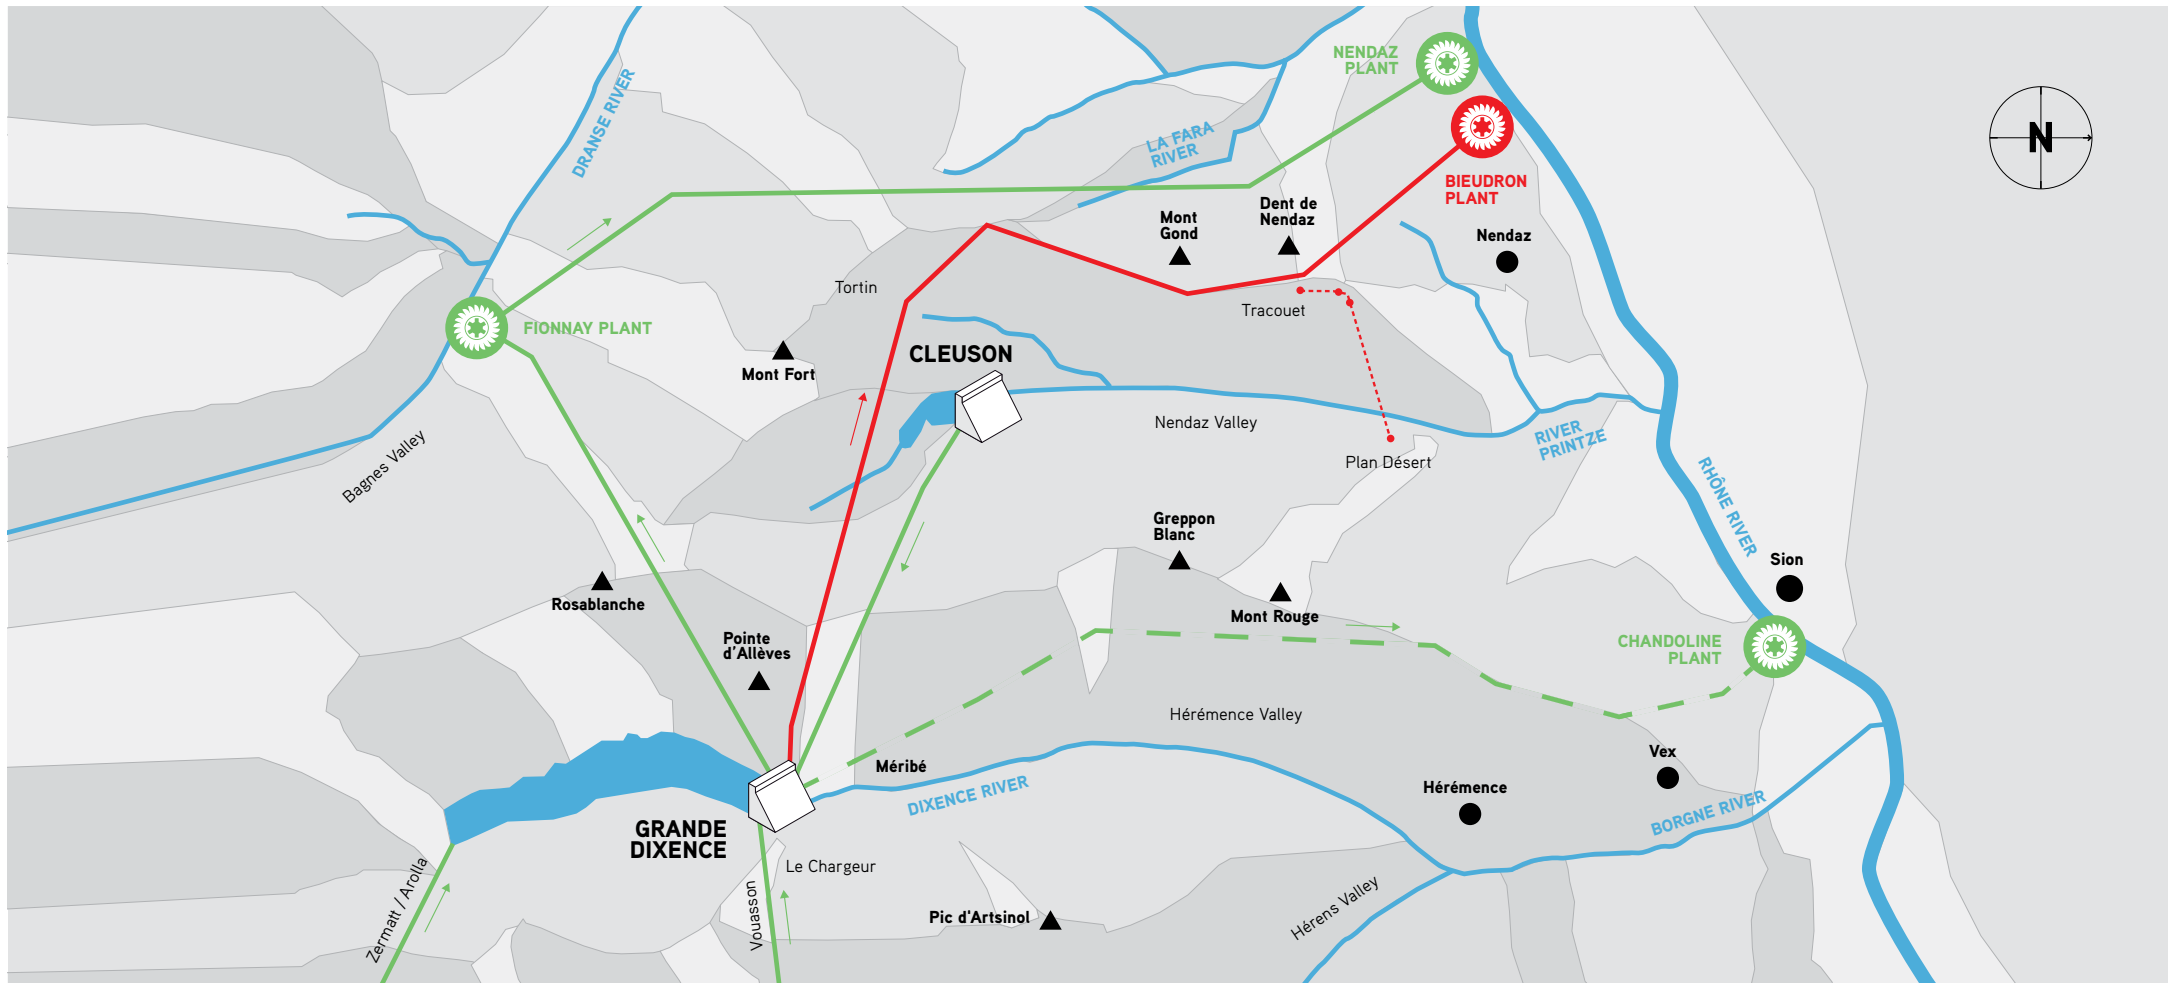 NENDAZ
PLANT
DRANSE RIVER
LA FARA
RIVER
N
BIEUDRON
PLANT
Mont
Gond
Dent de
Nendaz
Nendaz
Tortin
Tracouet
FIONNAY PLANT
CLEUSON
Mont Fort
Nendaz Valley
RIVER
PRINTZE
Bagnes Valley
Plan Désert
RHÔNE RIVER
Greppon
Blanc
Sion
Rosablanche
Mont Rouge
Pointe
d'Allèves
CHANDOLINE
PLANT
Hérémence Valley
Vex
Méribé
DIXENCE RIVER
Hérémence
BORGNE RIVER
GRANDE
DIXENCE
Le Chargeur
Zermatt / Arolla
Vouasson
Pic d'Artsinol
Hérens Valley